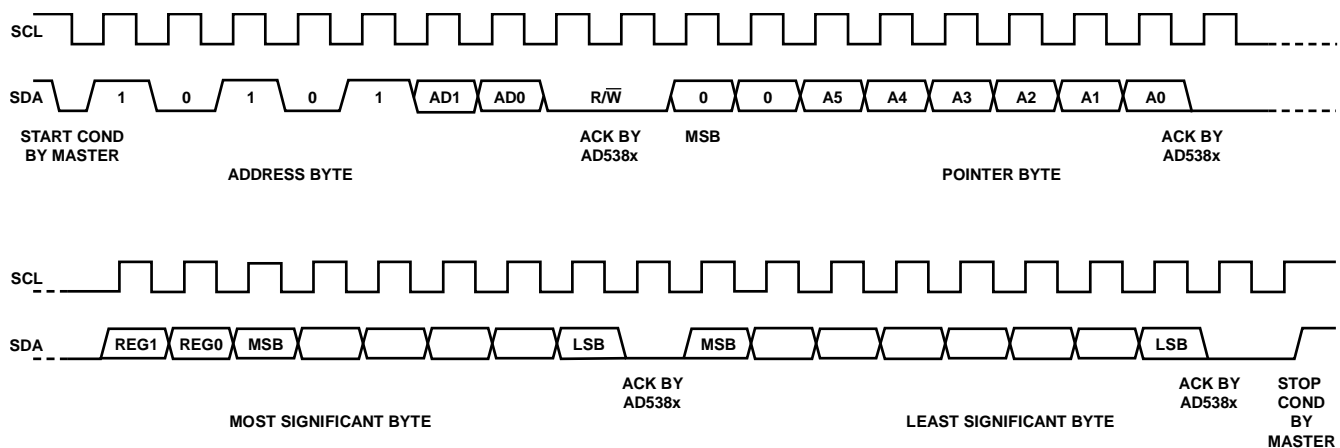 SCL
SDA 1 0 1 0 1 AD1 AD0 R/W̅ 0 0 A5 A4 A3 A2 A1 A0
START COND
BY MASTER
ACK BY
AD538x
MSB
ACK BY
AD538x
ADDRESS BYTE
POINTER BYTE
SCL
SDA REG1 REG0 MSB LSB MSB LSB
ACK BY
AD538x
ACK BY
AD538x
STOP
COND
BY
MASTER
MOST SIGNIFICANT BYTE
LEAST SIGNIFICANT BYTE